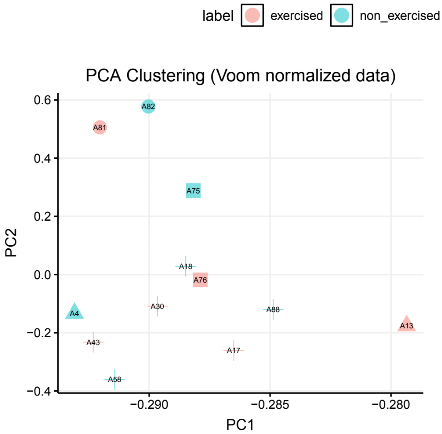 label exercised non_exercised
PCA Clustering (Voom normalized data)
PC2
0.6
0.4
0.2
0.0
−0.2
−0.4
A82
A81
A75
A18
A76
A30
A88
A4
A13
A43
A17
A58
−0.290
−0.285
−0.280
PC1